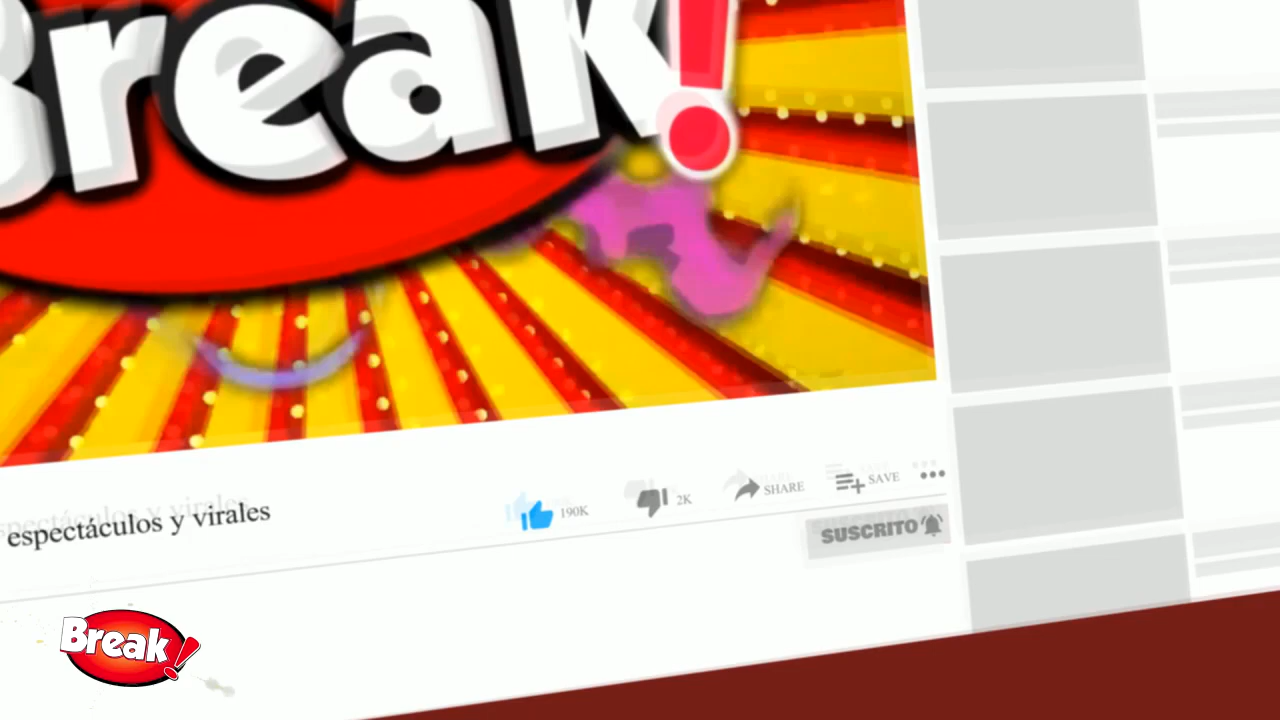 Break!
espectáculos y virales
190K
2K
SHARE
SAVE
SUSCRITO
Break!